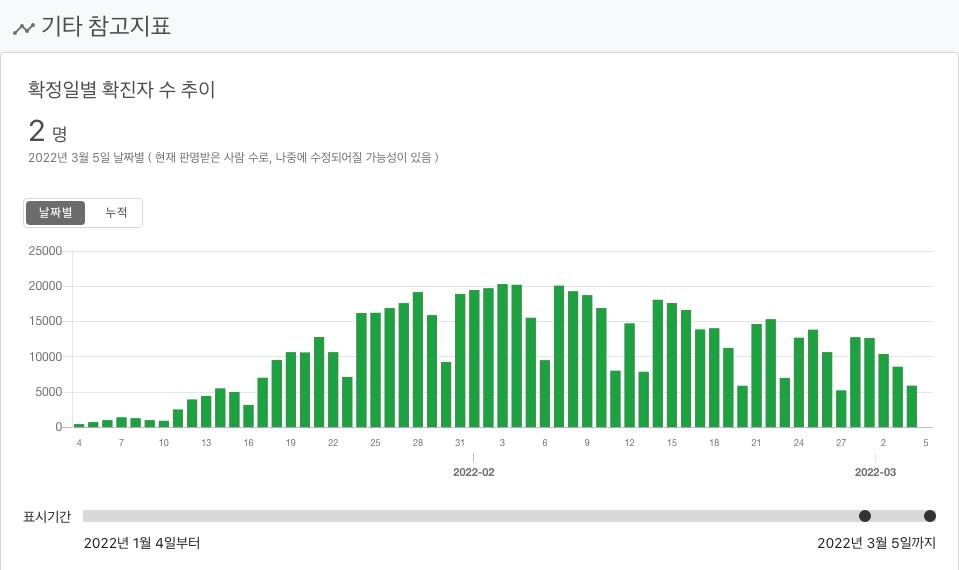 기타 참고지표
확정일별 확진자 수 추이
2 명
2022년 3월 5일 날짜별 ( 현재 판명받은 사람 수로, 나중에 수정되어질 가능성이 있음 )
날짜별 누적
25000
20000
15000
10000
5000
0
4 7 10 13 16 19 22 25 28 31 3 6 9 12 15 18 21 24 27 2 5
2022-02 2022-03
표시기간
2022년 1월 4일부터 2022년 3월 5일까지